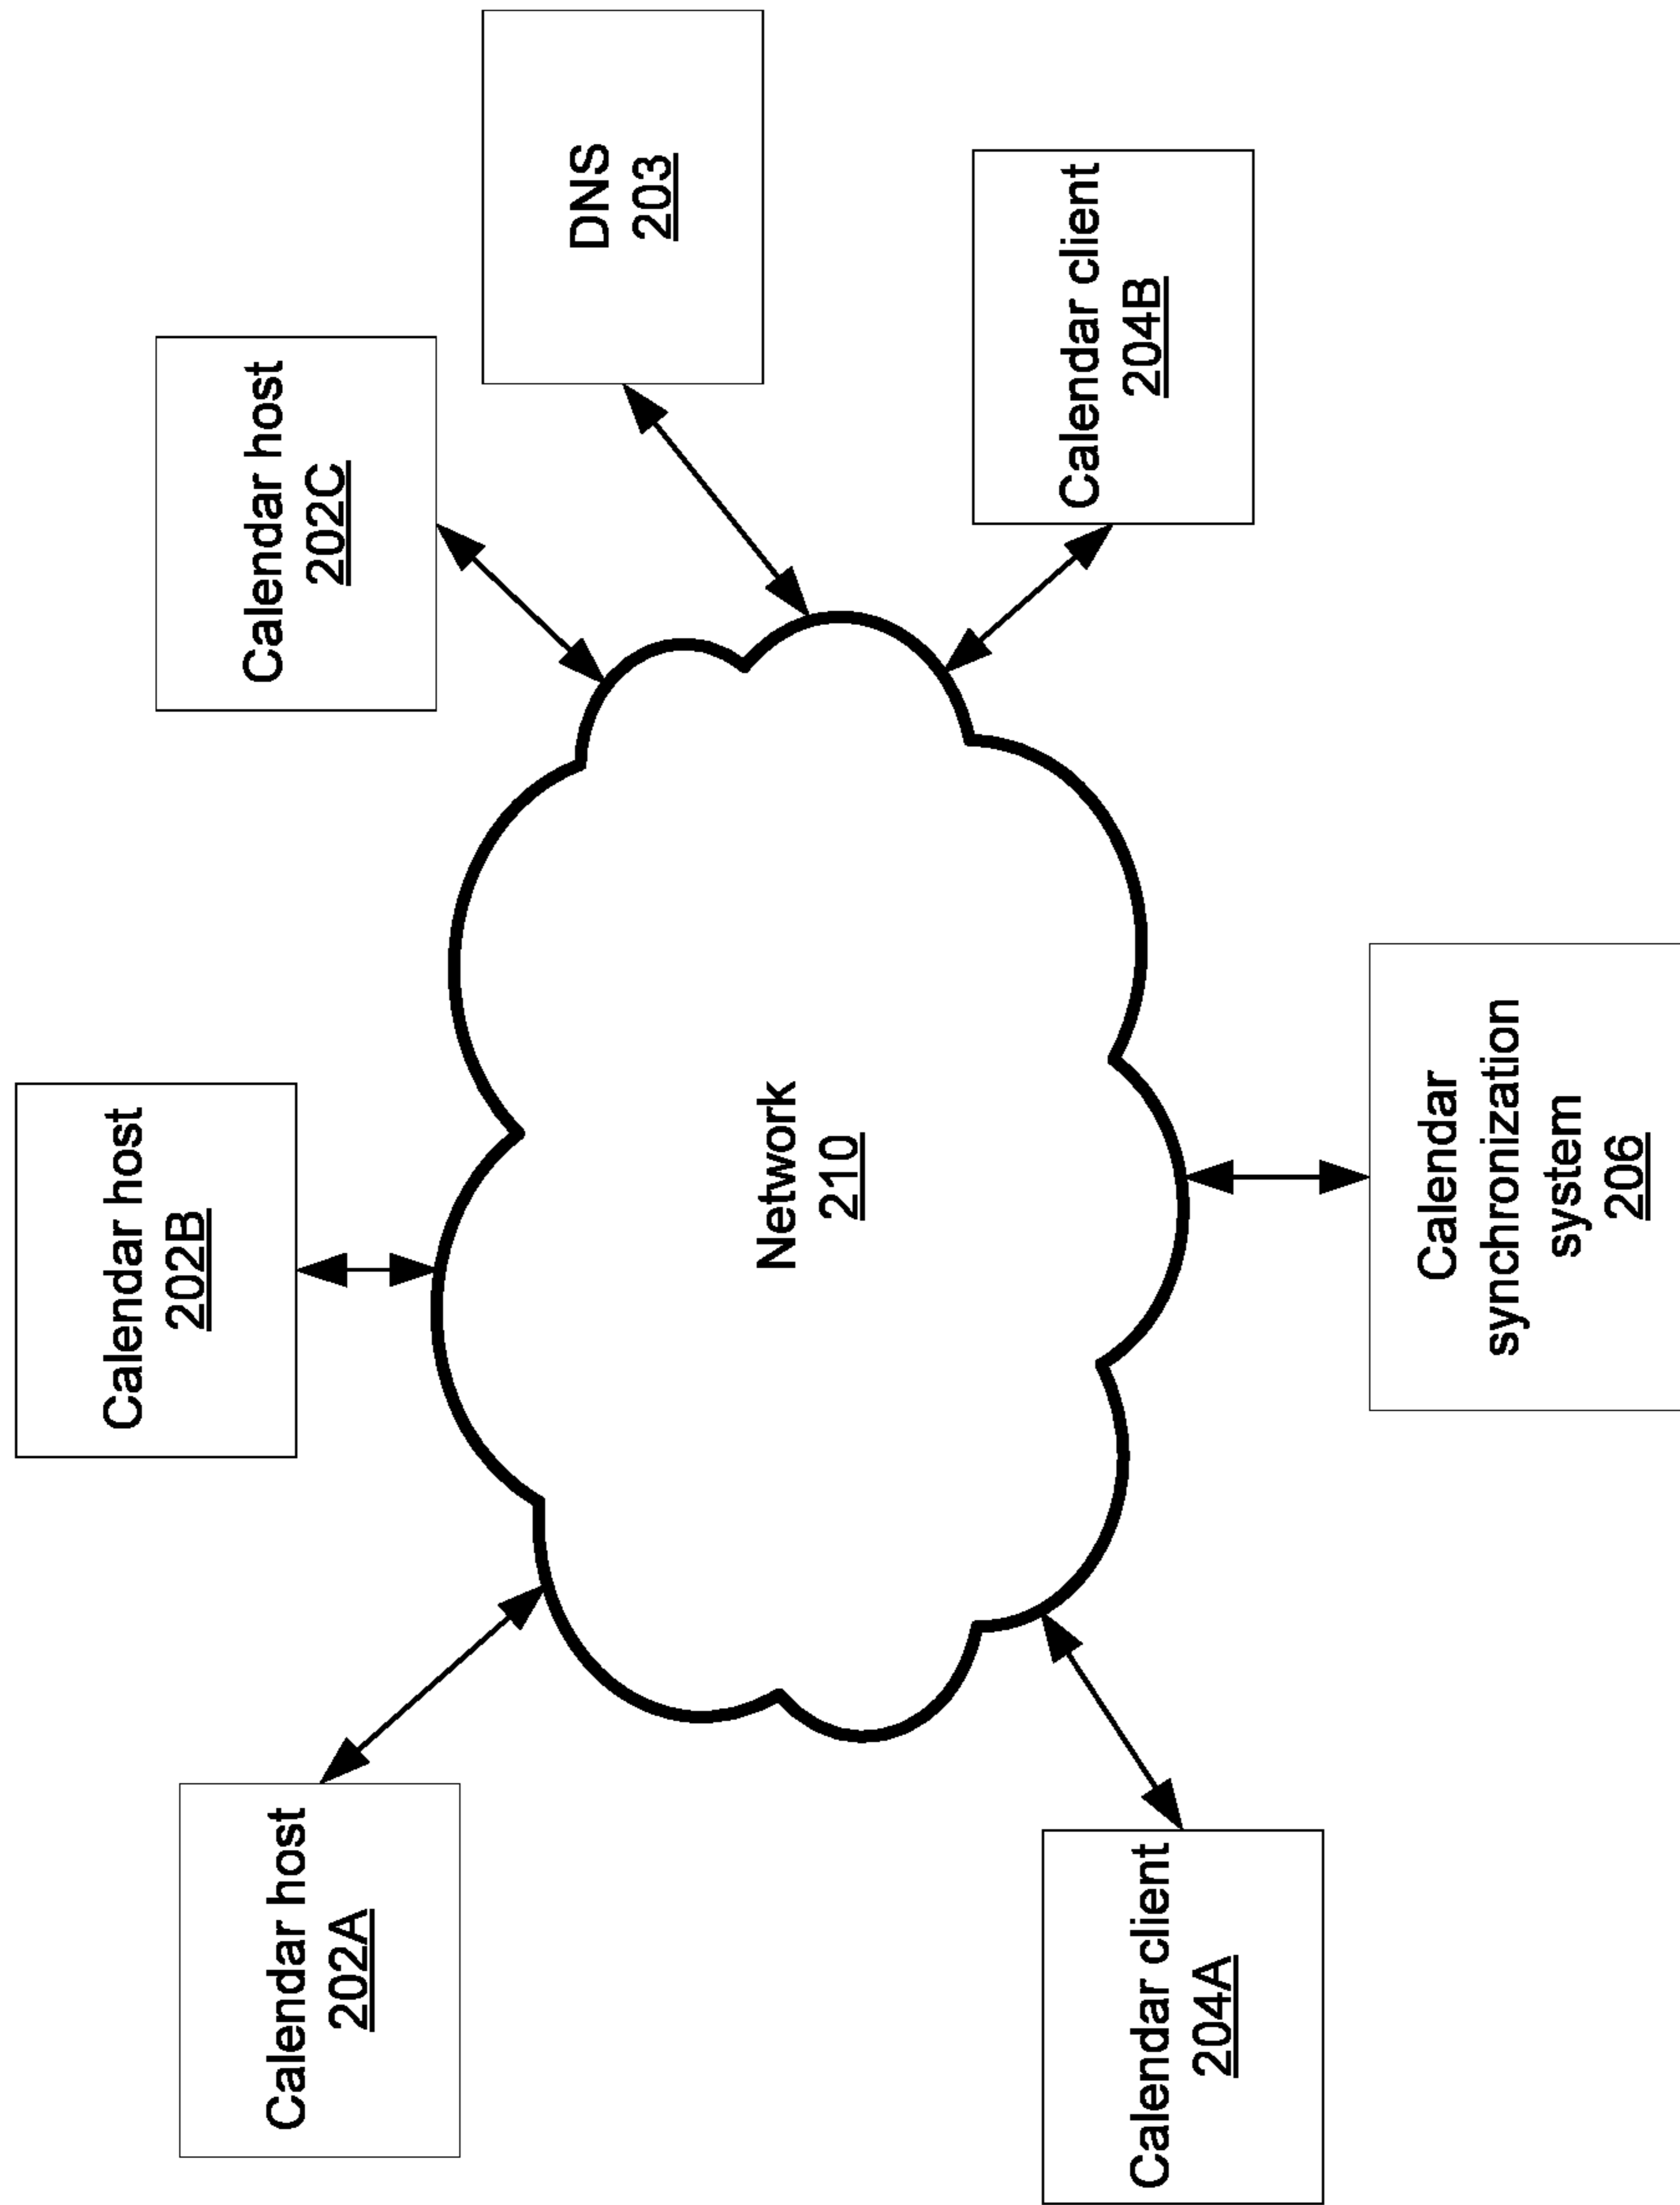 Calendar host
202A
Calendar host
202B
Calendar host
202C
DNS
203
Network
210
Calendar client
204A
Calendar synchronization
system
206
Calendar client
204B